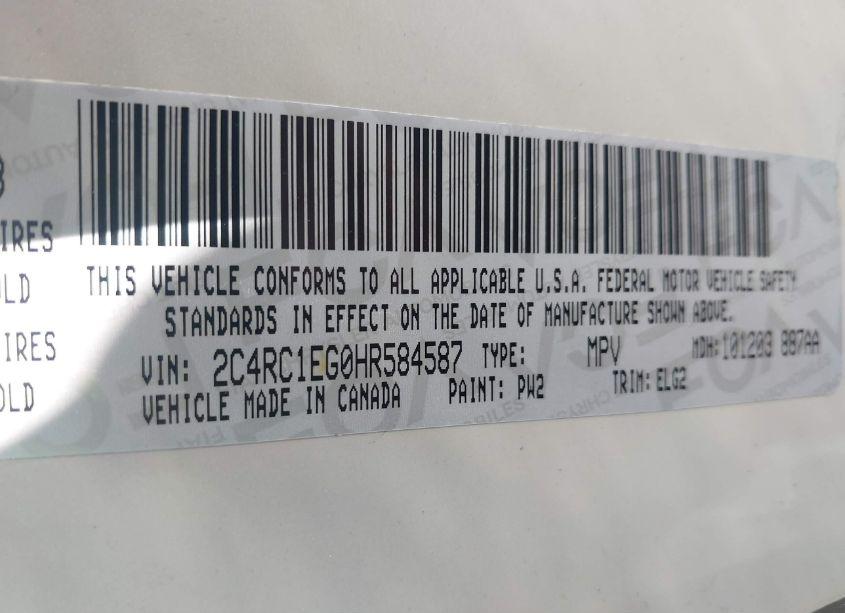 IRES
OLD
THIS VEHICLE CONFORMS TO ALL APPLICABLE U.S.A. FEDERAL MOTOR VEHICLE SAFETY
STANDARDS IN EFFECT ON THE DATE OF MANUFACTURE SHOWN ABOVE.
IRES
VIN: 2C4RC1EG0HR584587 TYPE: MPV MDH: 101203 887AA
OLD
VEHICLE MADE IN CANADA PAINT: PW2 TRIM: ELG2